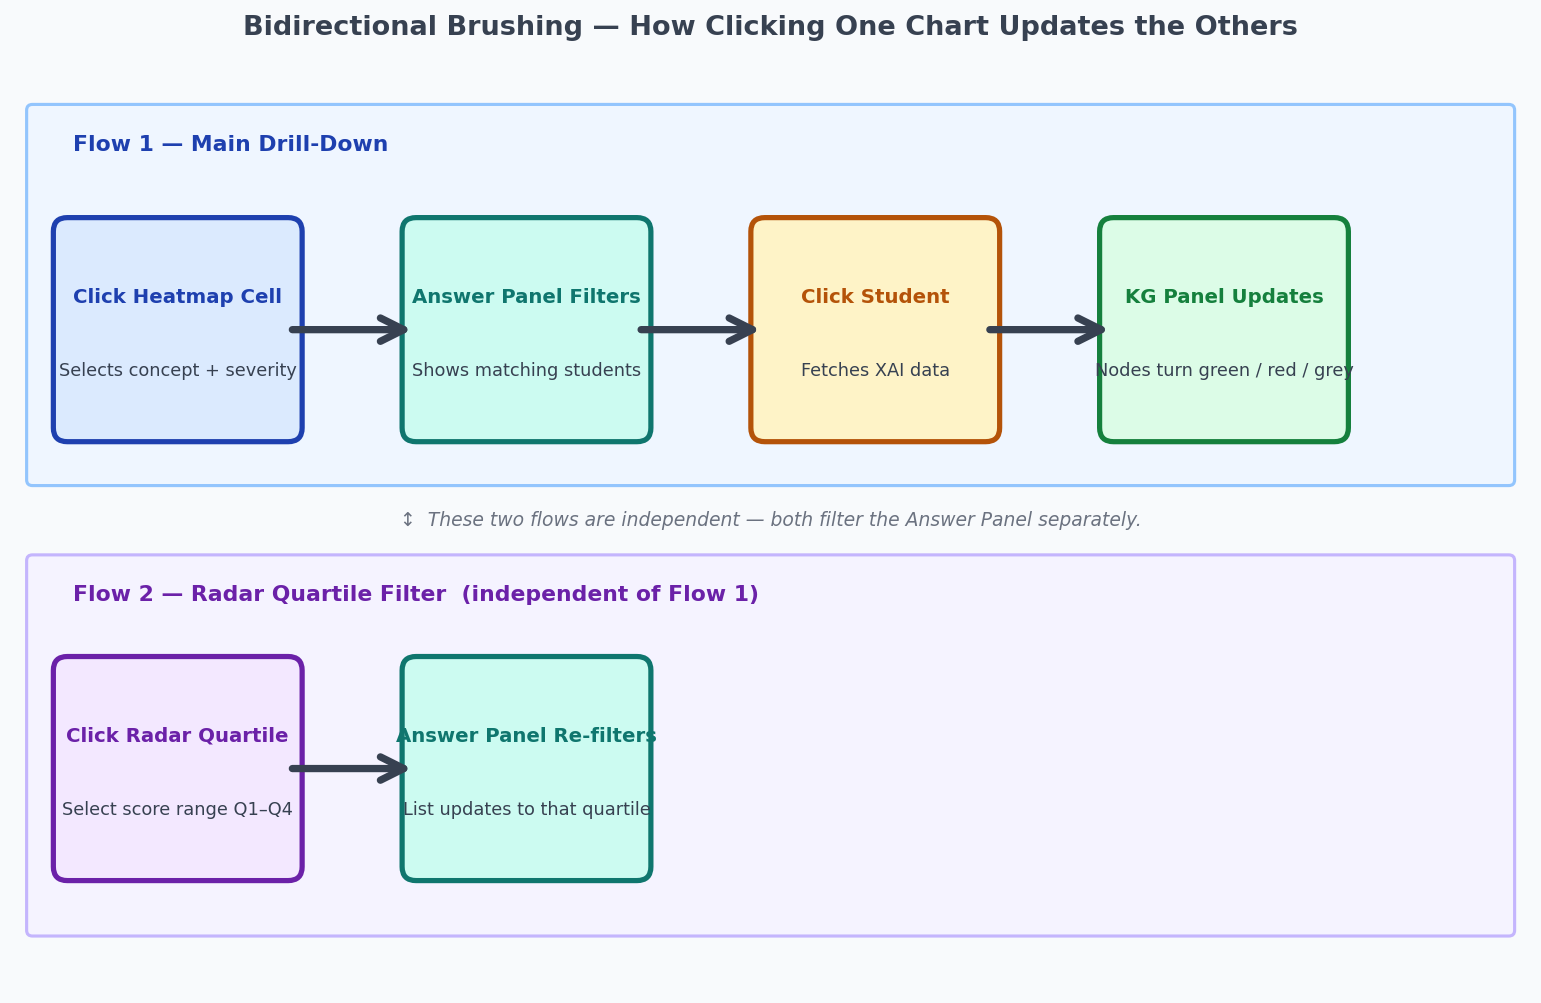 Bidirectional Brushing — How Clicking One Chart Updates the Others
Flow 1 — Main Drill-Down
Click Heatmap Cell
Selects concept + severity
Answer Panel Filters
Shows matching students
Click Student
Fetches XAI data
KG Panel Updates
Nodes turn green / red / grey
↕ These two flows are independent — both filter the Answer Panel separately.
Flow 2 — Radar Quartile Filter (independent of Flow 1)
Click Radar Quartile
Select score range Q1–Q4
Answer Panel Re-filters
List updates to that quartile